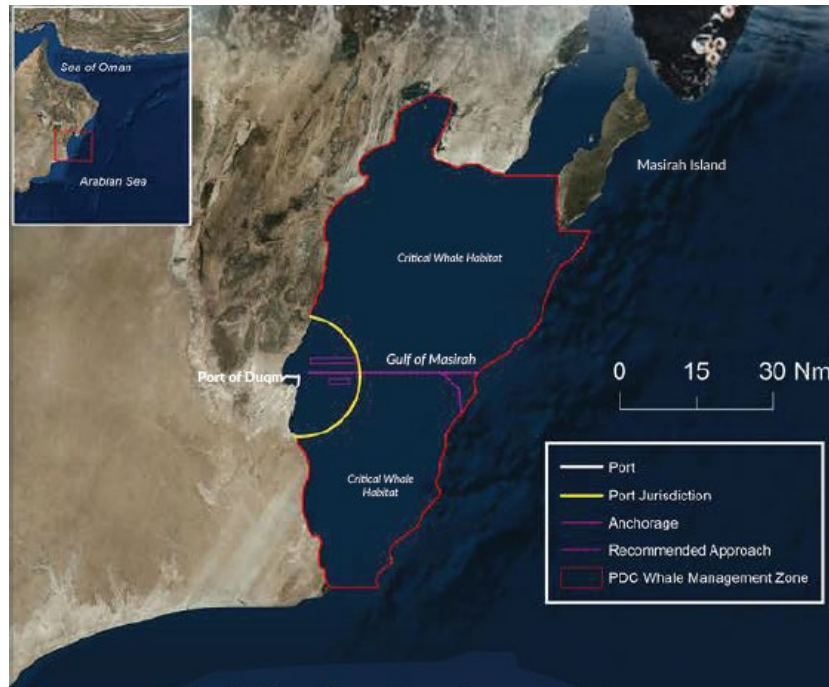 Sea of Oman
Arabian Sea
Masirah Island
Critical Whale Habitat
Gulf of Masirah
Port of Duqm
0 15 30 Nm
Critical Whale
Habitat
Port
Port Jurisdiction
Anchorage
Recommended Approach
PDC Whale Management Zone